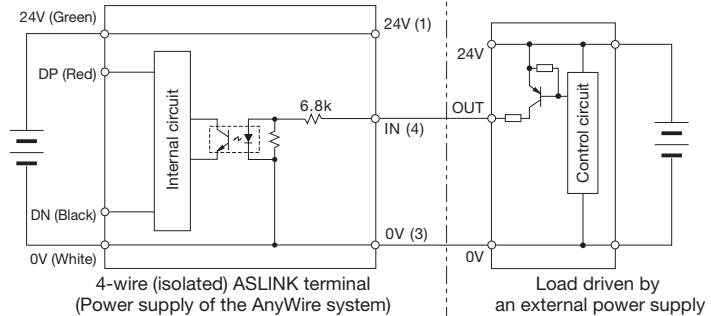 24V (Green)
24V (1)
24V
DP (Red)
Internal circuit
6.8k
IN (4)
OUT
Control circuit
DN (Black)
0V (3)
0V (White)
0V
4-wire (isolated) ASLINK terminal
(Power supply of the AnyWire system)
Load driven by
an external power supply